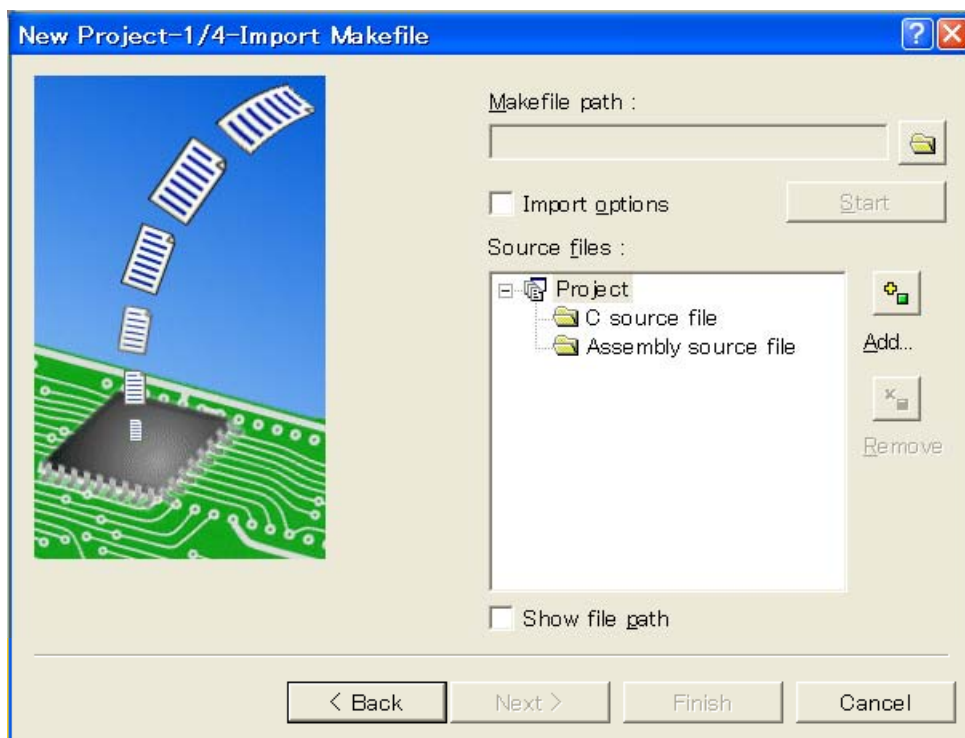 New Project-1/4-Import Makefile
Makefile path :
Import options
Start
Source files :
Project
C source file
Assembly source file
Add...
Remove
Show file path
< Back
Next >
Finish
Cancel